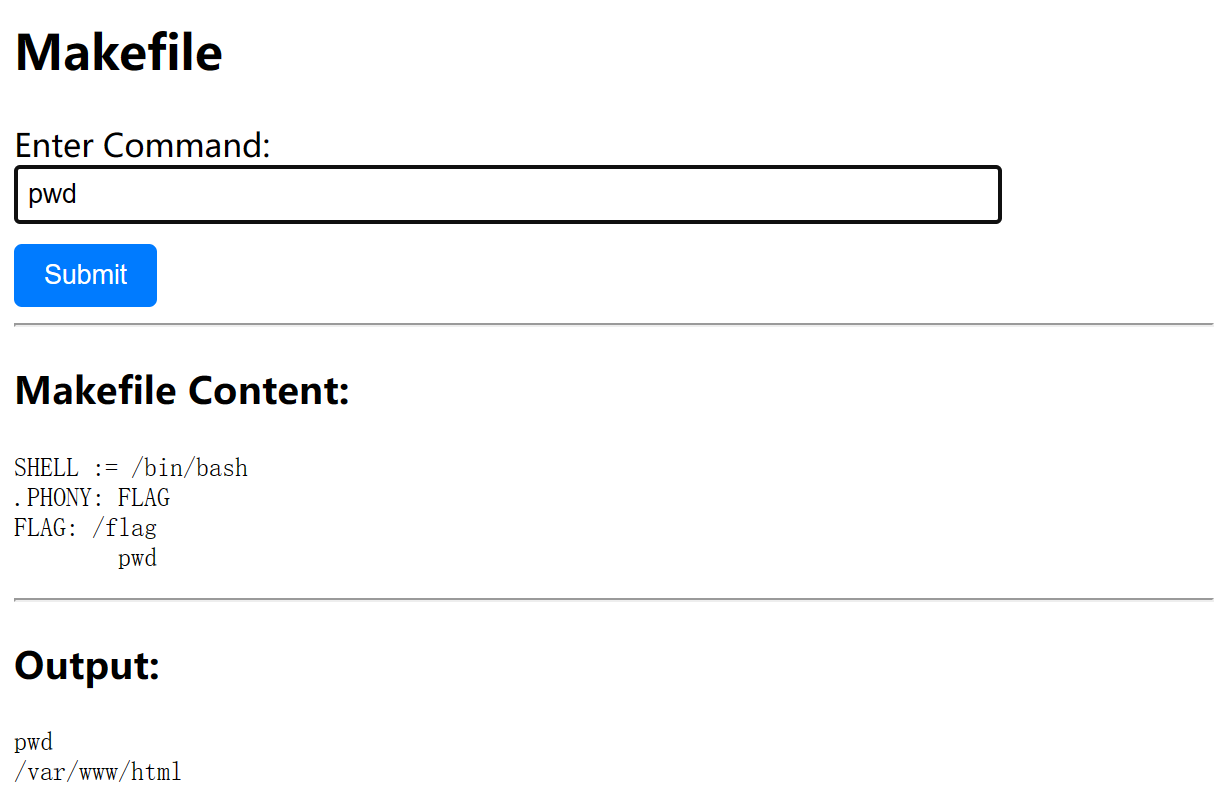 Makefile
Enter Command:
pwd
Submit
Makefile Content:
SHELL := /bin/bash
.PHONY: FLAG
FLAG: /flag
        pwd
Output:
pwd
/var/www/html